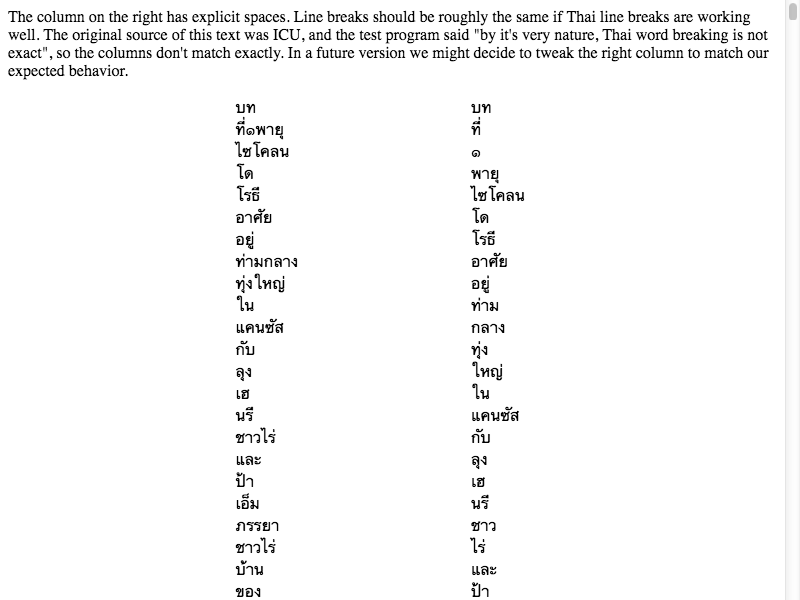 The column on the right has explicit spaces. Line breaks should be roughly the same if Thai line breaks are working
well. The original source of this text was ICU, and the test program said "by it's very nature, Thai word breaking is not
exact", so the columns don't match exactly. In a future version we might decide to tweak the right column to match our
expected behavior.
บท
ที่๑พายุ
ไซโคลน
โด
โรธี
อาศัย
อยู่
ท่ามกลาง
ทุ่งใหญ่
ใน
แคนซัส
กับ
ลุง
เฮ
นรี
ชาวไร่
และ
ป้า
เอ็ม
ภรรยา
ชาวไร่
บ้าน
ของ
บท
ที่
๑
พายุ
ไซโคลน
โด
โรธี
อาศัย
อยู่
ท่าม
กลาง
ทุ่ง
ใหญ่
ใน
แคนซัส
กับ
ลุง
เฮ
นรี
ชาว
ไร่
และ
ป้า